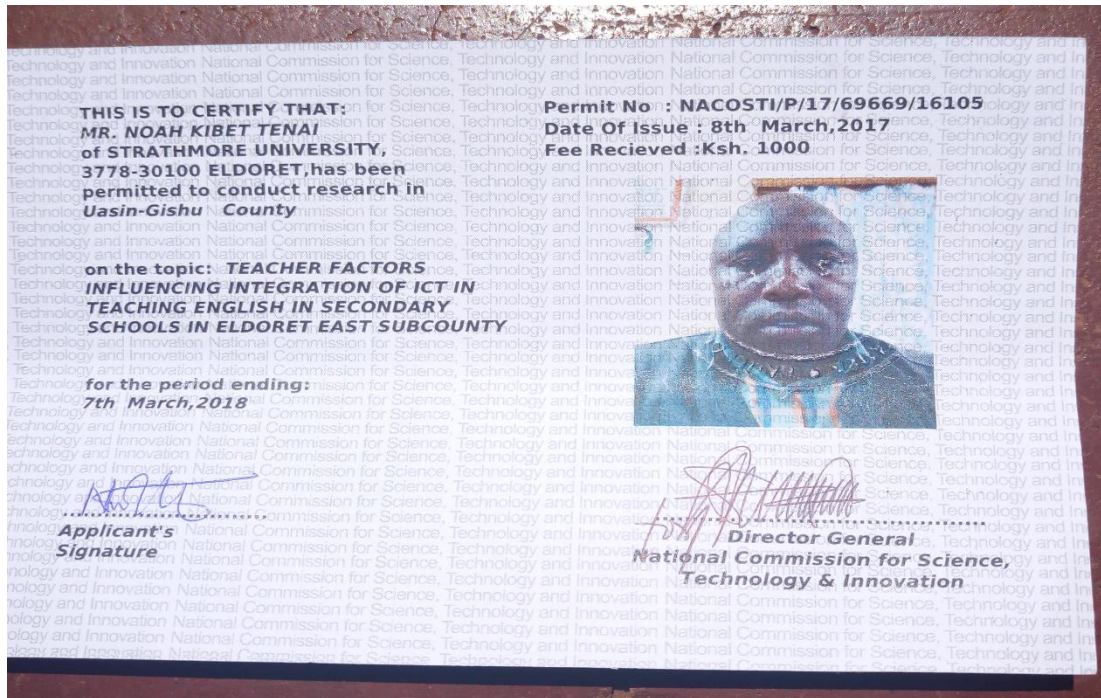 THIS IS TO CERTIFY THAT:
MR. NOAH KIBET TENAI
of STRATHMORE UNIVERSITY,
3778-30100 ELDORET,has been
permitted to conduct research in
Uasin-Gishu County
on the topic: TEACHER FACTORS
INFLUENCING INTEGRATION OF ICT IN
TEACHING ENGLISH IN SECONDARY
SCHOOLS IN ELDORET EAST SUBCOUNTY
for the period ending:
7th March,2018
Applicant's
Signature
Permit No : NACOSTI/P/17/69669/16105
Date Of Issue : 8th March,2017
Fee Recieved :Ksh. 1000
Director General
National Commission for Science,
Technology & Innovation